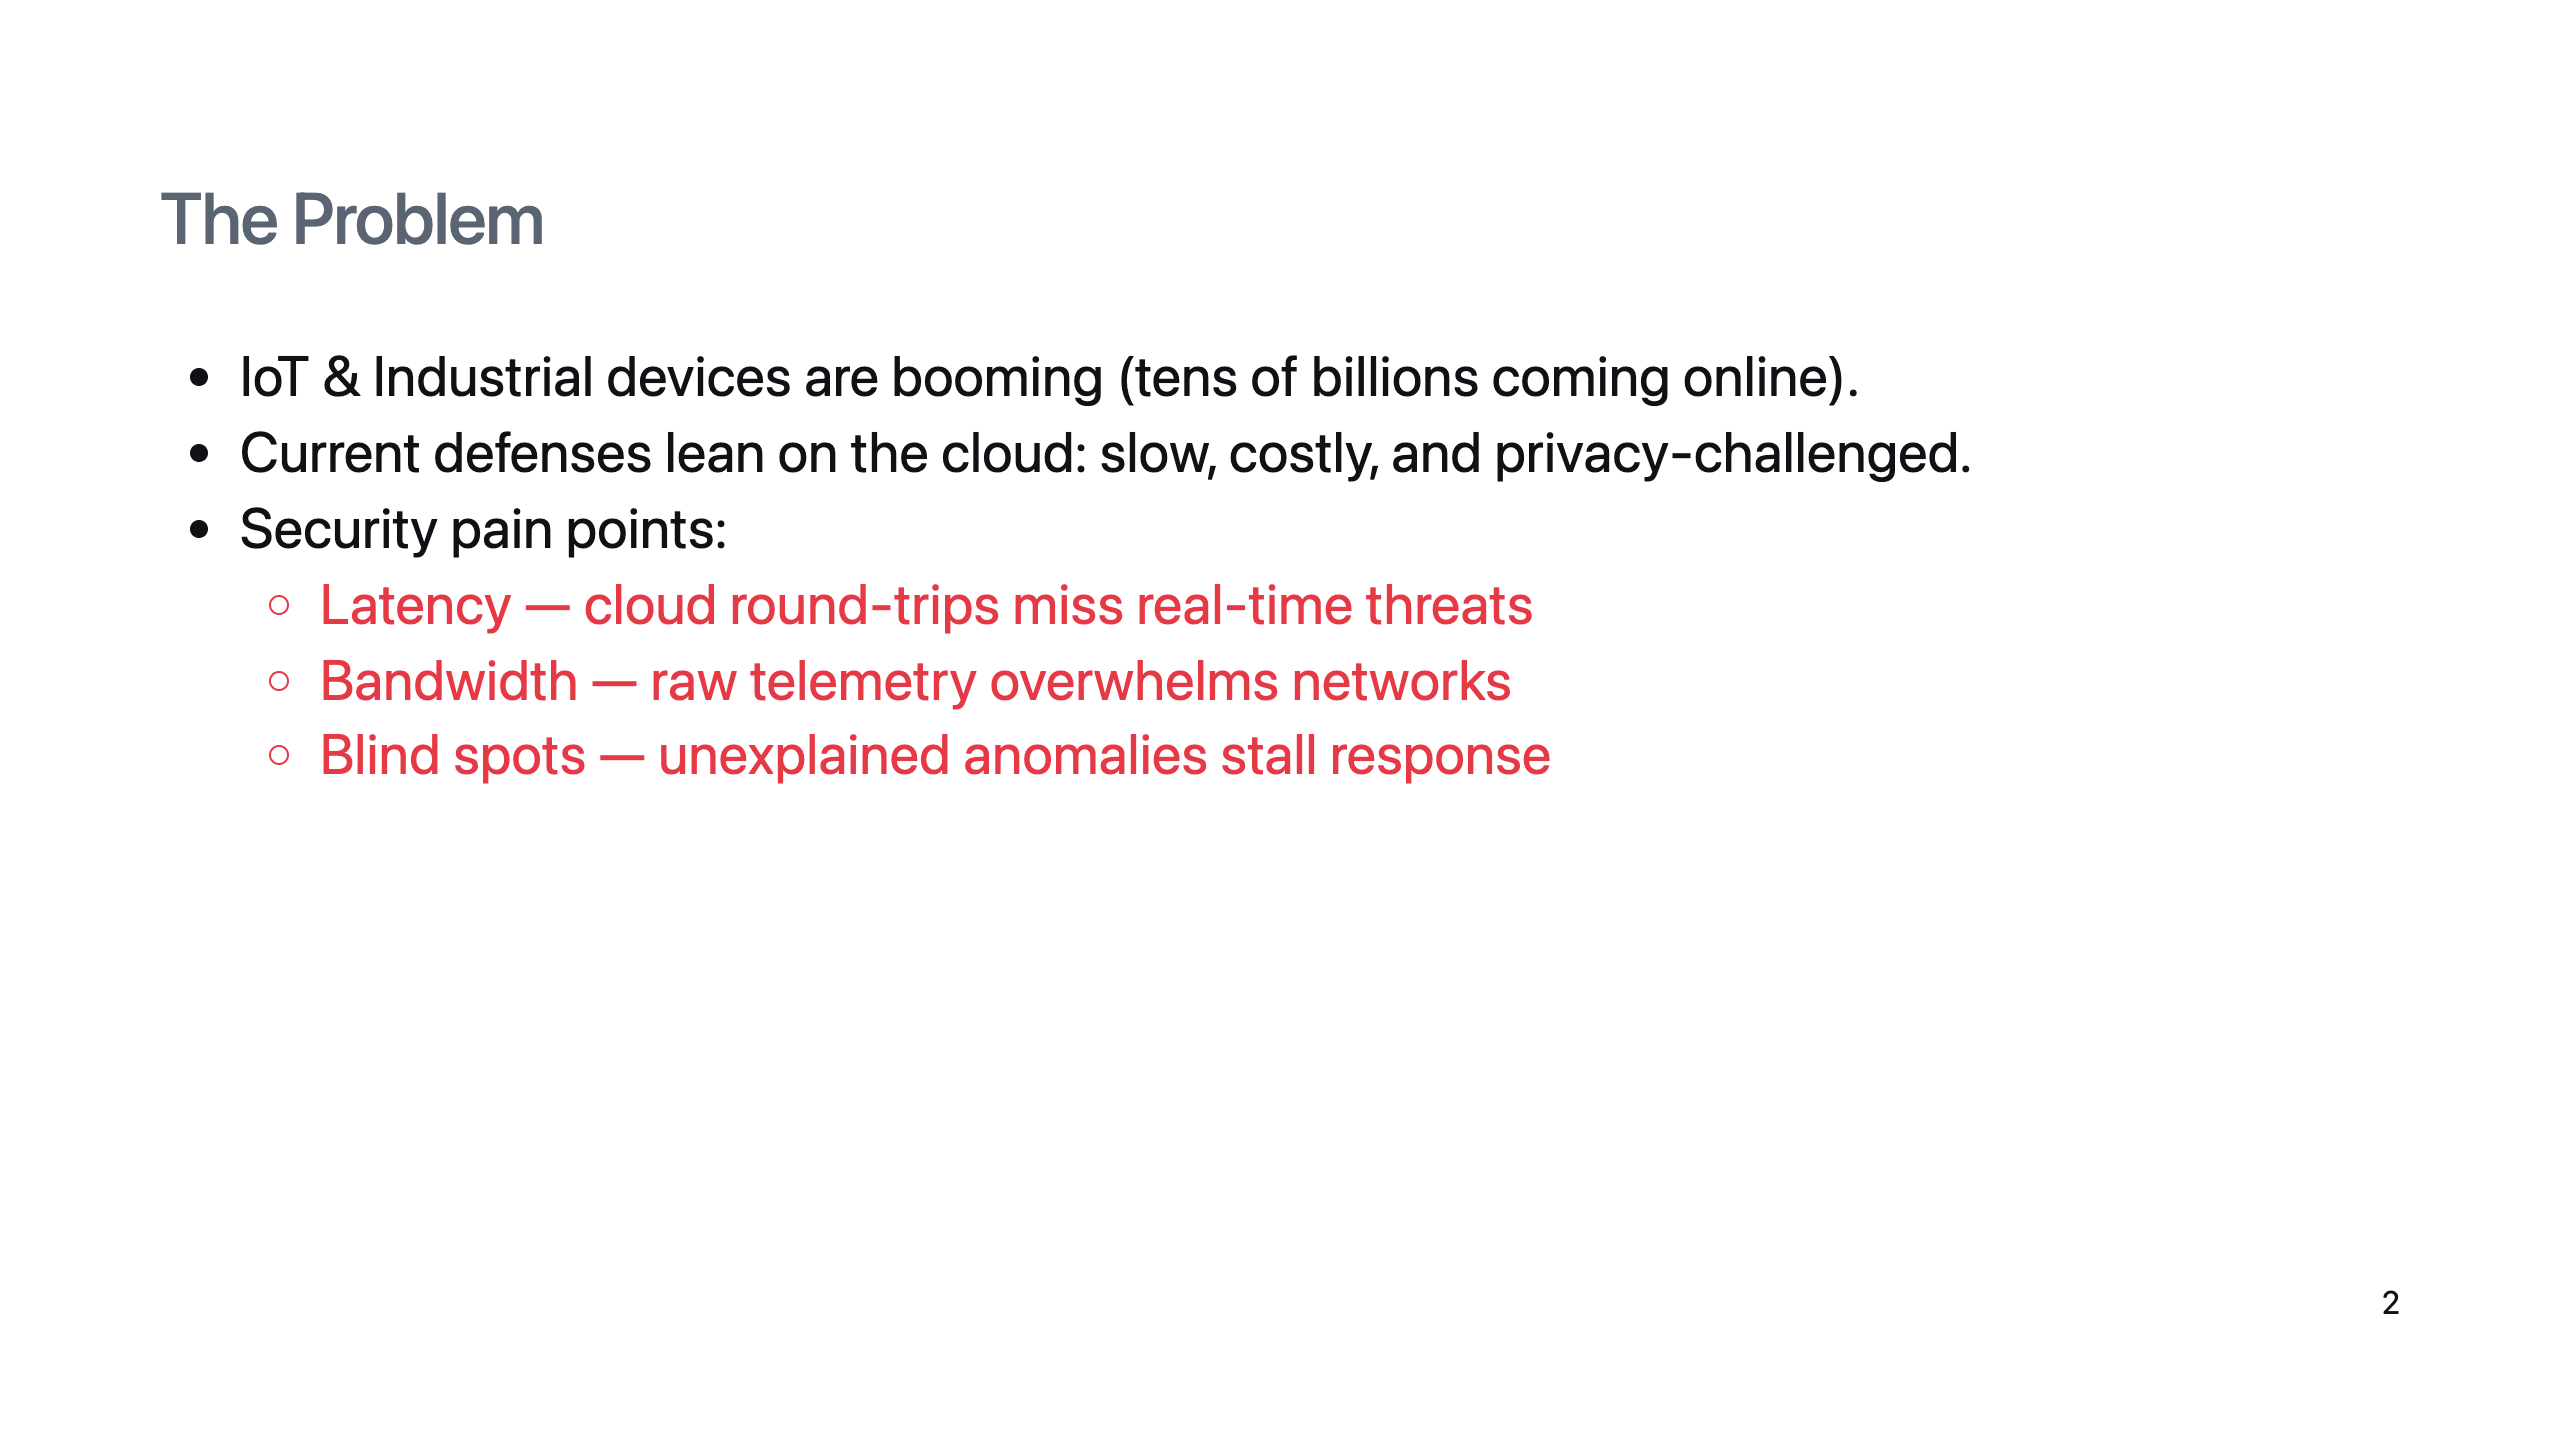 The Problem
• IoT & Industrial devices are booming (tens of billions coming online).
• Current defenses lean on the cloud: slow, costly, and privacy-challenged.
• Security pain points:
○ Latency — cloud round-trips miss real-time threats
○ Bandwidth — raw telemetry overwhelms networks
○ Blind spots — unexplained anomalies stall response
2